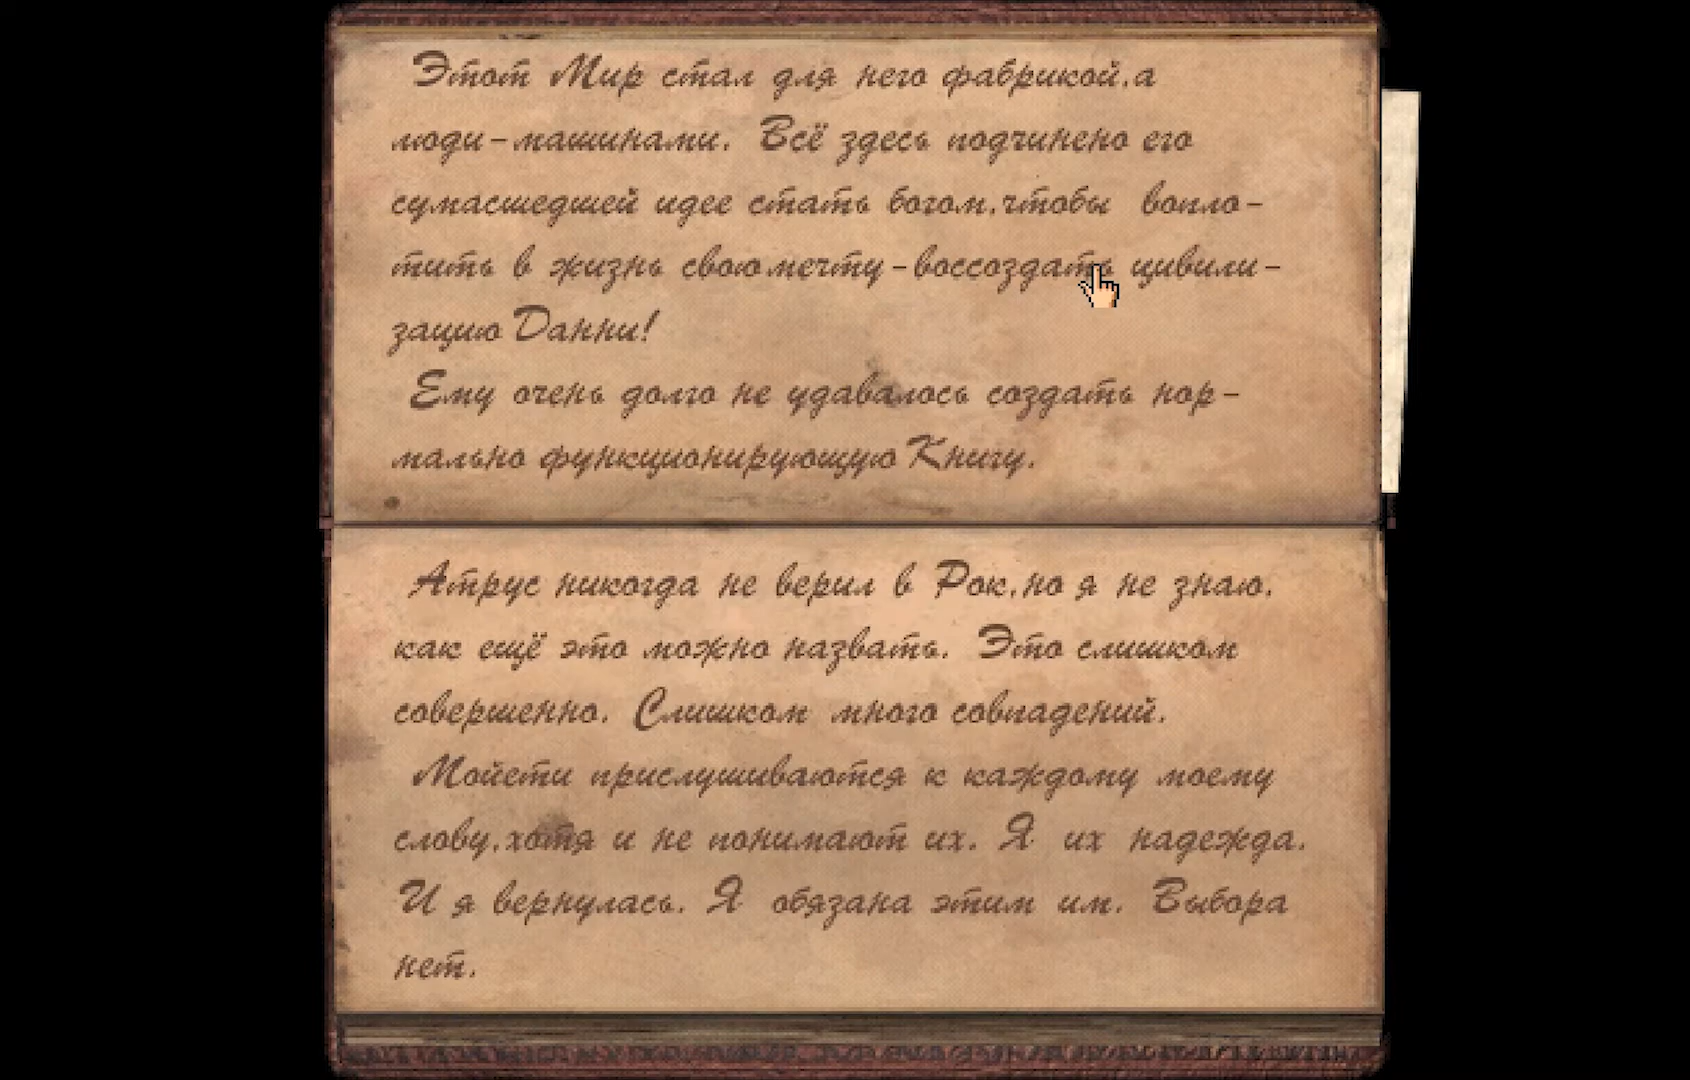 Этот Мир стал для него фабрикой,а
люди-машинами. Всё здесь подчинено его
сумасшедшей идее стать богом,чтобы вопло-
тить в жизнь свою мечту-воссоздать цивили-
зацию Данни!
Ему очень долго не удавалось создать нор-
мально функционирующую Книгу.
Атрус никогда не верил в Рок,но я не знаю,
как ещё это можно назвать. Это слишком
совершенно. Слишком много совпадений.
Мойети прислушиваются к каждому моему
слову,хотя и не понимают их. Я их надежда.
И я вернулась. Я обязана этим им. Выбора
нет.